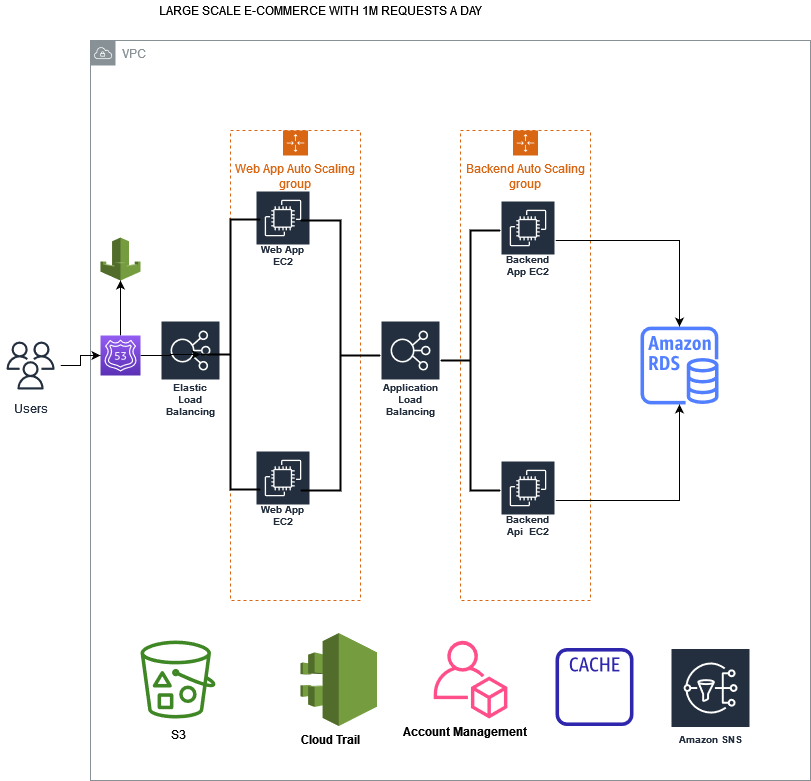 LARGE SCALE E-COMMERCE WITH 1M REQUESTS A DAY
VPC
Web App Auto Scaling
group
Backend Auto Scaling
group
Web App
EC2
Backend
App EC2
53
Users
Elastic
Load
Balancing
Application
Load
Balancing
Amazon
RDS
Web App
EC2
Backend
Api EC2
CACHE
S3
Cloud Trail
Account Management
Amazon SNS